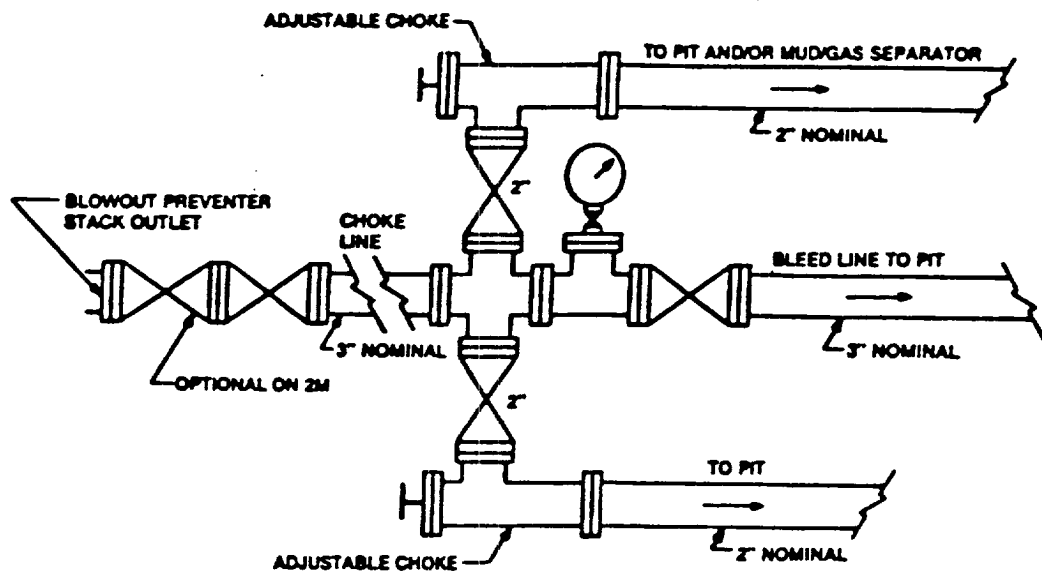 ADJUSTABLE CHOKE
TO PIT AND/OR MUD/GAS SEPARATOR
2" NOMINAL
2"
BLOWOUT PREVENTER
STACK OUTLET
CHOKE
LINE
BLEED LINE TO PIT
3" NOMINAL
3" NOMINAL
OPTIONAL ON 2M
2"
TO PIT
ADJUSTABLE CHOKE
2" NOMINAL